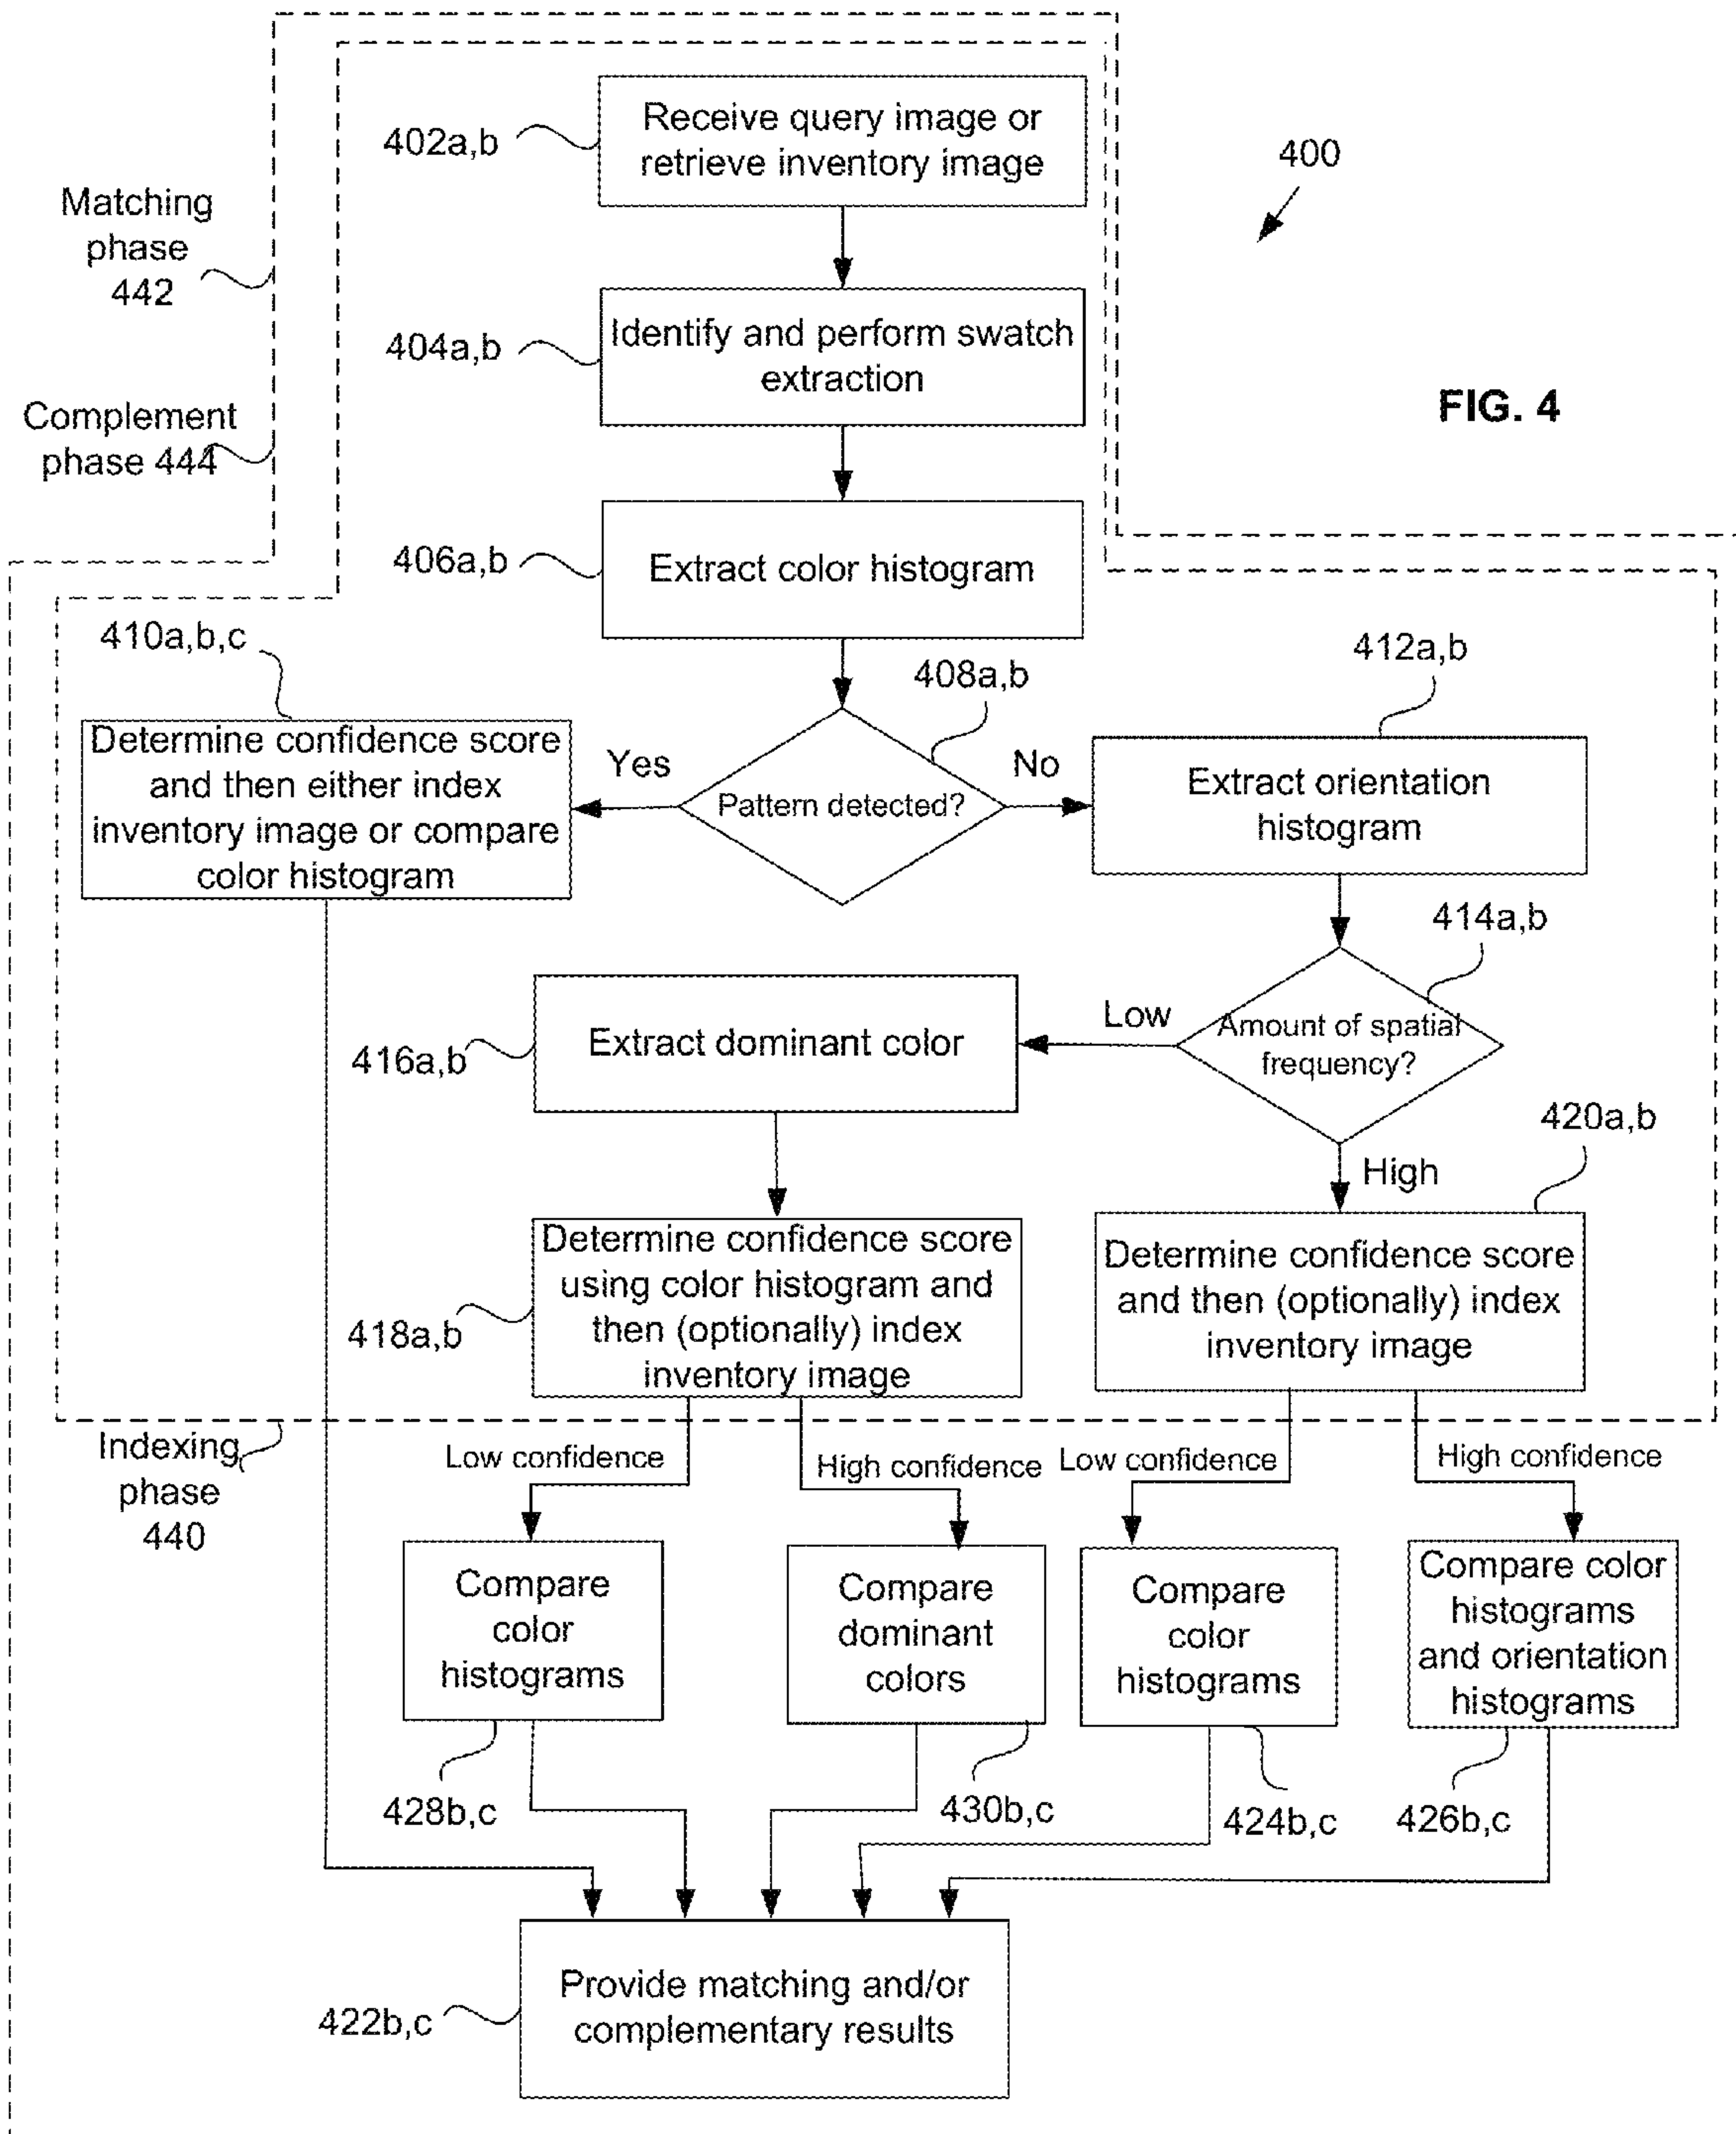 Receive query image or
retrieve inventory image
402a,b
400
Matching
phase
442
Identify and perform swatch
extraction
404a,b
FIG. 4
Complement
phase 444
Extract color histogram
406a,b
410a,b,c
408a,b
412a,b
Determine confidence score
and then either index
inventory image or compare
color histogram
Yes
Pattern detected?
No
Extract orientation
histogram
414a,b
Extract dominant color
416a,b
Low
Amount of spatial
frequency?
420a,b
High
Determine confidence score
using color histogram and
then (optionally) index
inventory image
418a,b
Determine confidence score
and then (optionally) index
inventory image
Indexing
phase
440
Low confidence
High confidence
Low confidence
High confidence
Compare
color
histograms
Compare
dominant
colors
Compare
color
histograms
Compare color
histograms
and orientation
histograms
428b,c
430b,c
424b,c
426b,c
Provide matching and/or
complementary results
422b,c